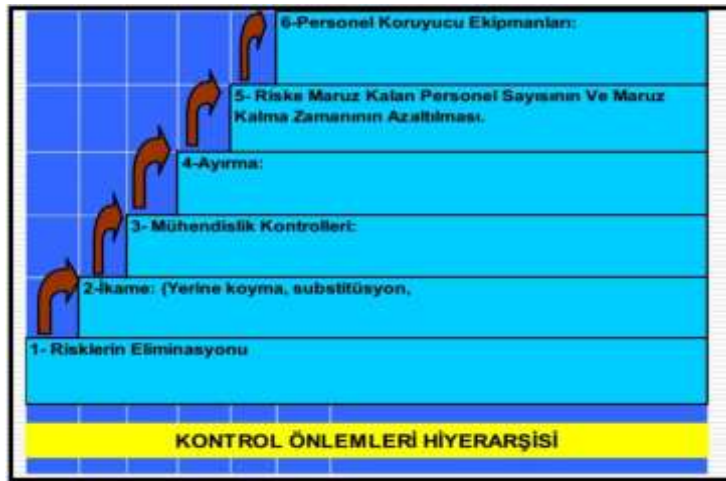 6-Personel Koruyucu Ekipmanları:
5- Riske Maruz Kalan Personel Sayısının Ve Maruz
Kalma Zamanının Azaltılması.
4-Ayırma:
3- Mühendislik Kontrolleri:
2-İkame: (Yerine koyma, substitüsyon,
1- Risklerin Eliminasyonu
KONTROL ÖNLEMLERİ HİYERARŞİSİ